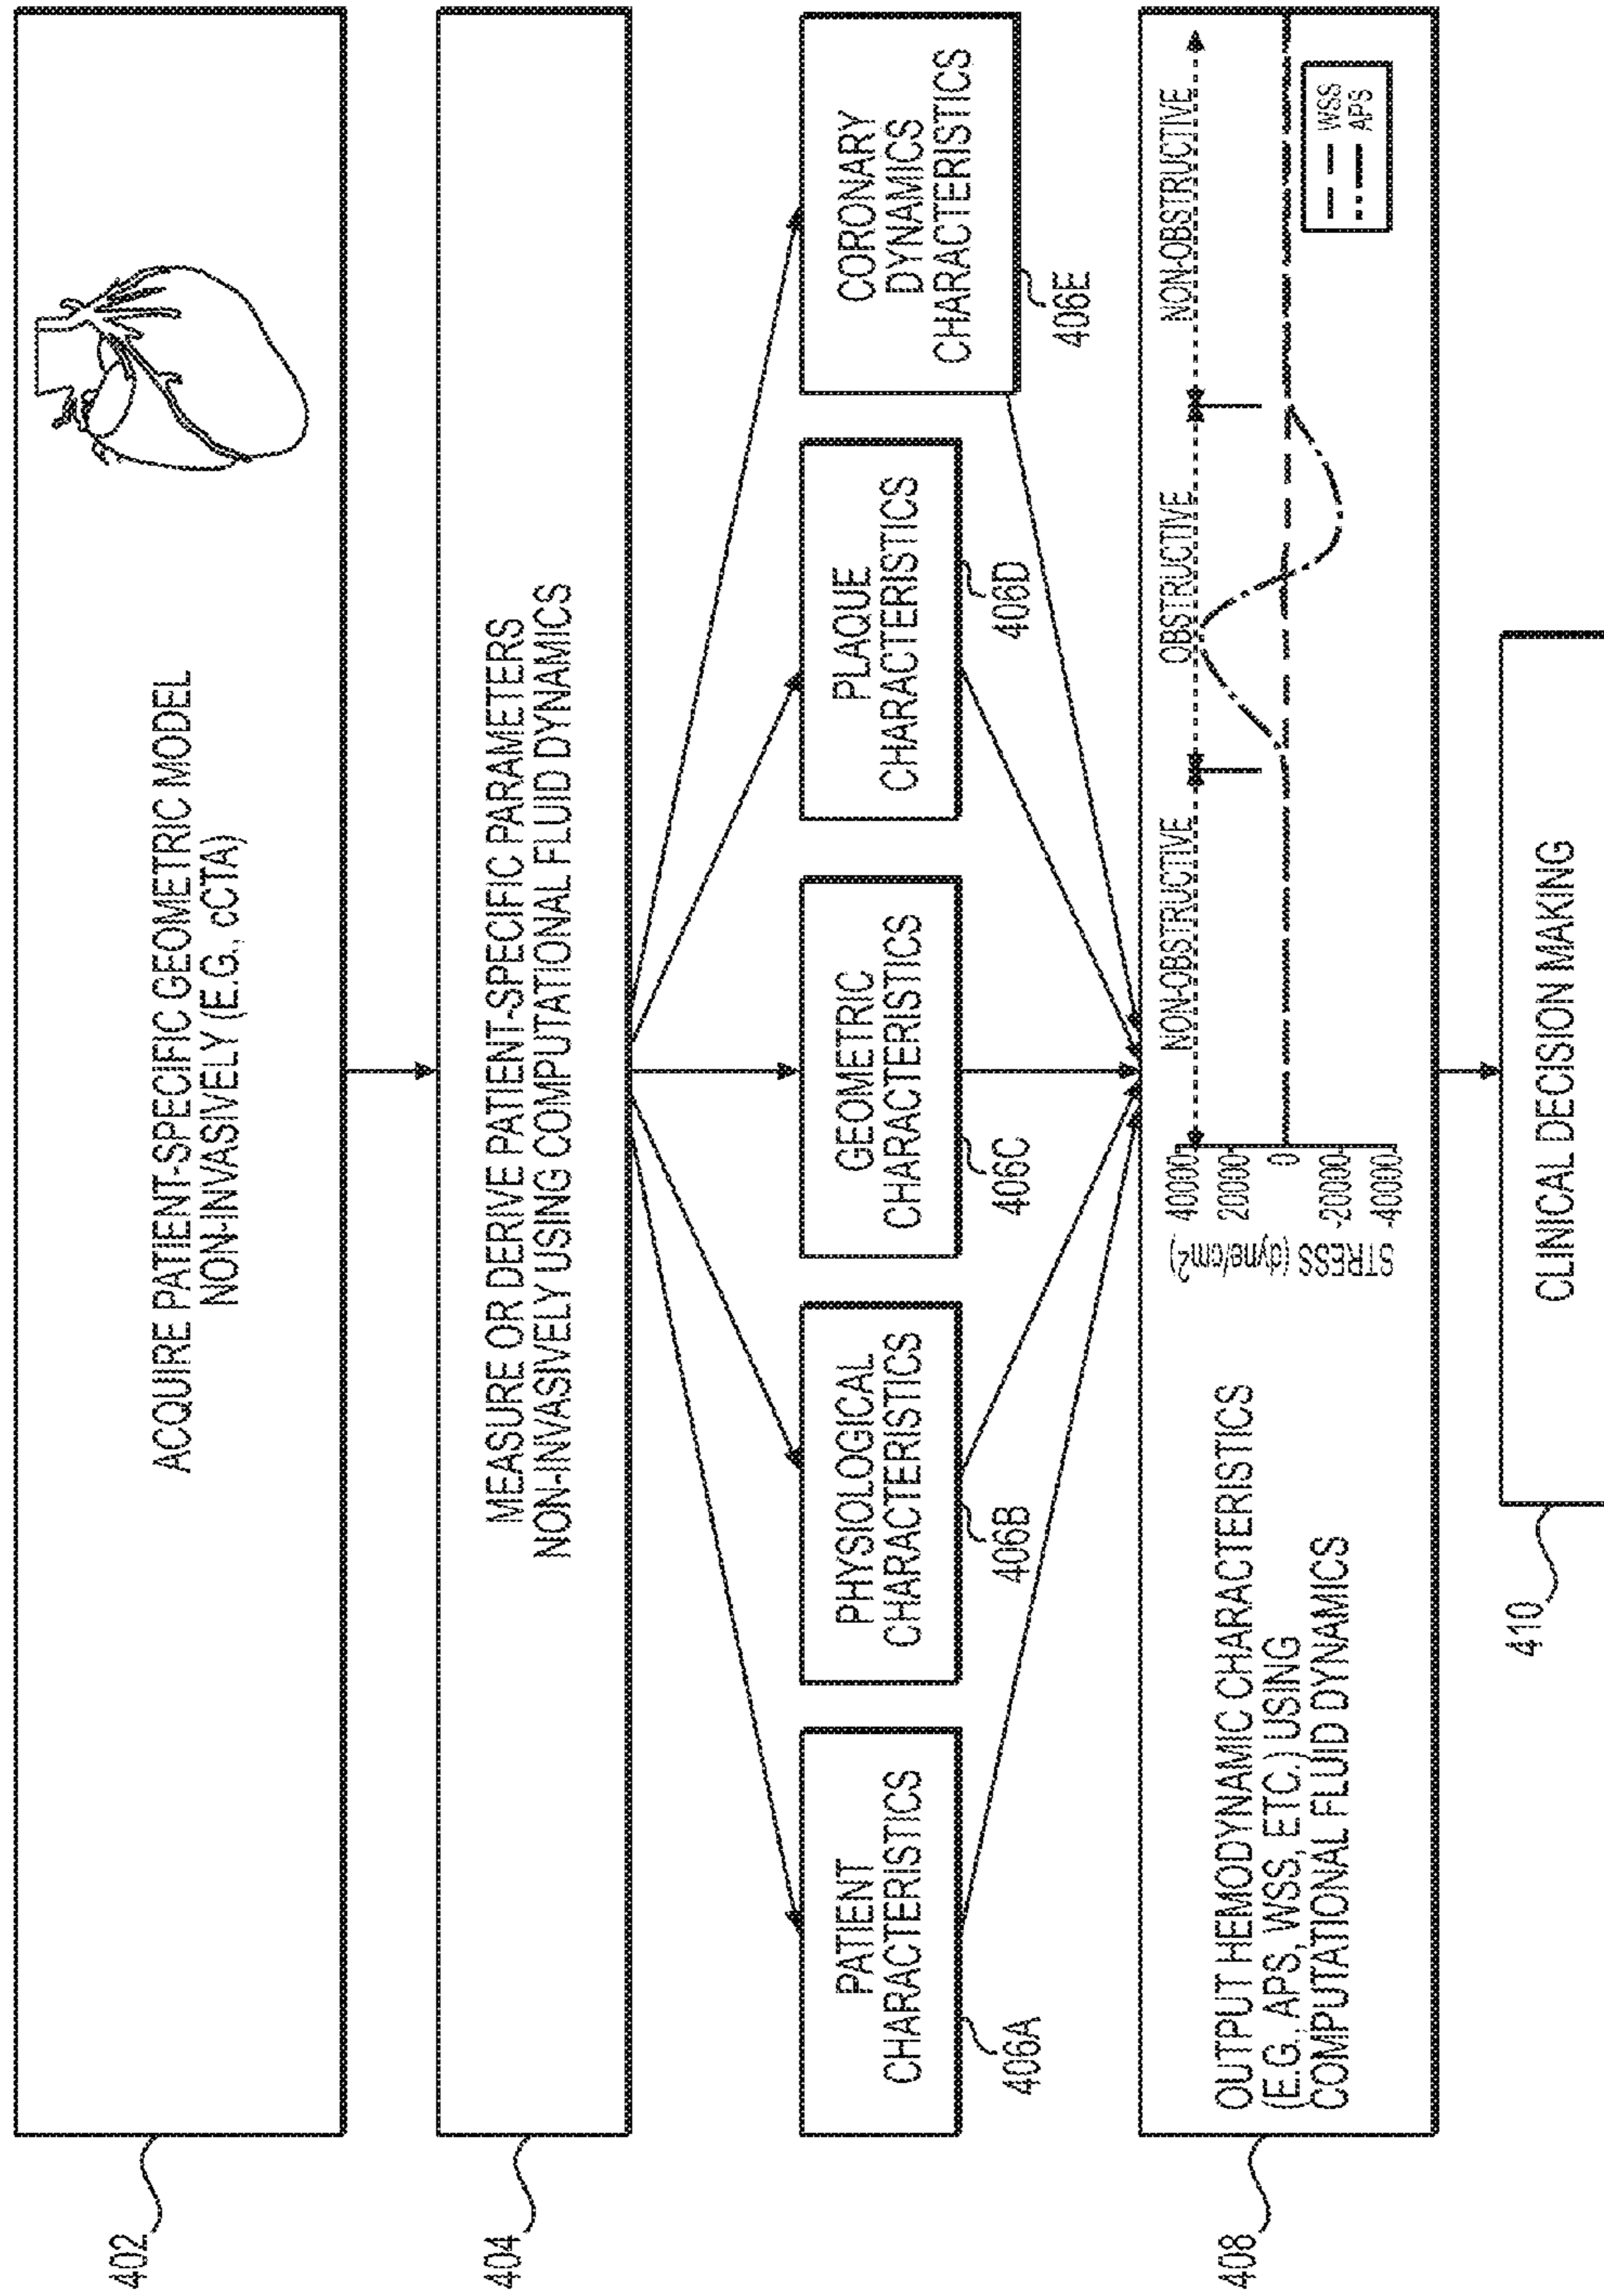 402
ACQUIRE PATIENT-SPECIFIC GEOMETRIC MODEL
NON-INVASIVELY (E.G., cCTA)
404
MEASURE OR DERIVE PATIENT-SPECIFIC PARAMETERS
NON-INVASIVELY USING COMPUTATIONAL FLUID DYNAMICS
PATIENT
CHARACTERISTICS
406A
PHYSIOLOGICAL
CHARACTERISTICS
406B
GEOMETRIC
CHARACTERISTICS
406C
PLAQUE
CHARACTERISTICS
406D
CORONARY
DYNAMICS
CHARACTERISTICS
406E
408
OUTPUT HEMODYNAMIC CHARACTERISTICS
(E.G., APS, WSS, ETC.) USING
COMPUTATIONAL FLUID DYNAMICS
STRESS (dyne/cm2)
40000
20000
0
-20000
-40000
NON-OBSTRUCTIVE
OBSTRUCTIVE
NON-OBSTRUCTIVE
WSS
APS
410
CLINICAL DECISION MAKING